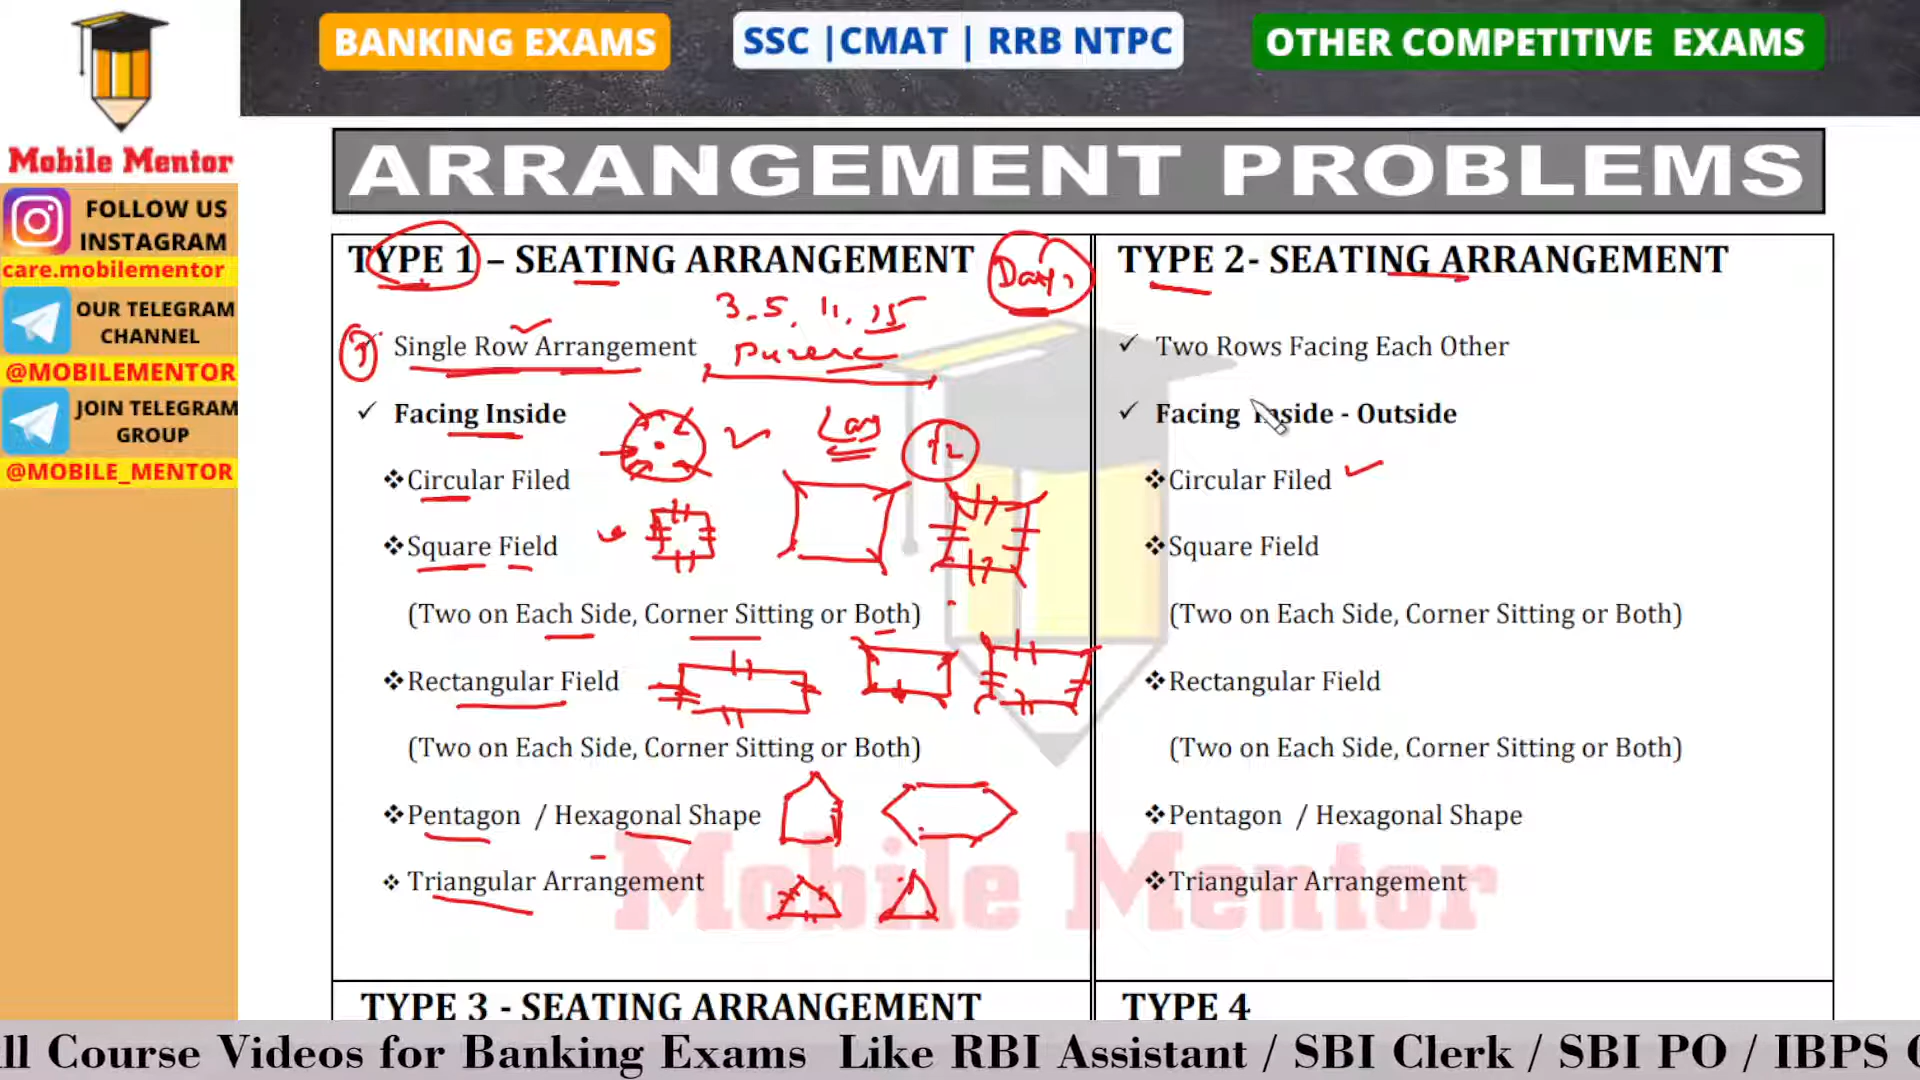 BANKING EXAMS
SSC |CMAT | RRB NTPC
OTHER COMPETITIVE EXAMS
Mobile Mentor
FOLLOW US
INSTAGRAM
care.mobilementor
OUR TELEGRAM
CHANNEL
@MOBILEMENTOR
JOIN TELEGRAM
GROUP
@MOBILE_MENTOR
ARRANGEMENT PROBLEMS
TYPE 1 – SEATING ARRANGEMENT
Day 1
3, 5, 11, 15
✓ Single Row Arrangement
✓ Facing Inside
12
❖Circular Filed
❖Square Field
(Two on Each Side, Corner Sitting or Both)
❖Rectangular Field
(Two on Each Side, Corner Sitting or Both)
❖Pentagon / Hexagonal Shape
❖ Triangular Arrangement
TYPE 2- SEATING ARRANGEMENT
✓ Two Rows Facing Each Other
✓ Facing Inside - Outside
❖Circular Filed
❖Square Field
(Two on Each Side, Corner Sitting or Both)
❖Rectangular Field
(Two on Each Side, Corner Sitting or Both)
❖Pentagon / Hexagonal Shape
❖Triangular Arrangement
Mobile Mentor
TYPE 3 - SEATING ARRANGEMENT
TYPE 4
ll Course Videos for Banking Exams Like RBI Assistant / SBI Clerk / SBI PO / IBPS